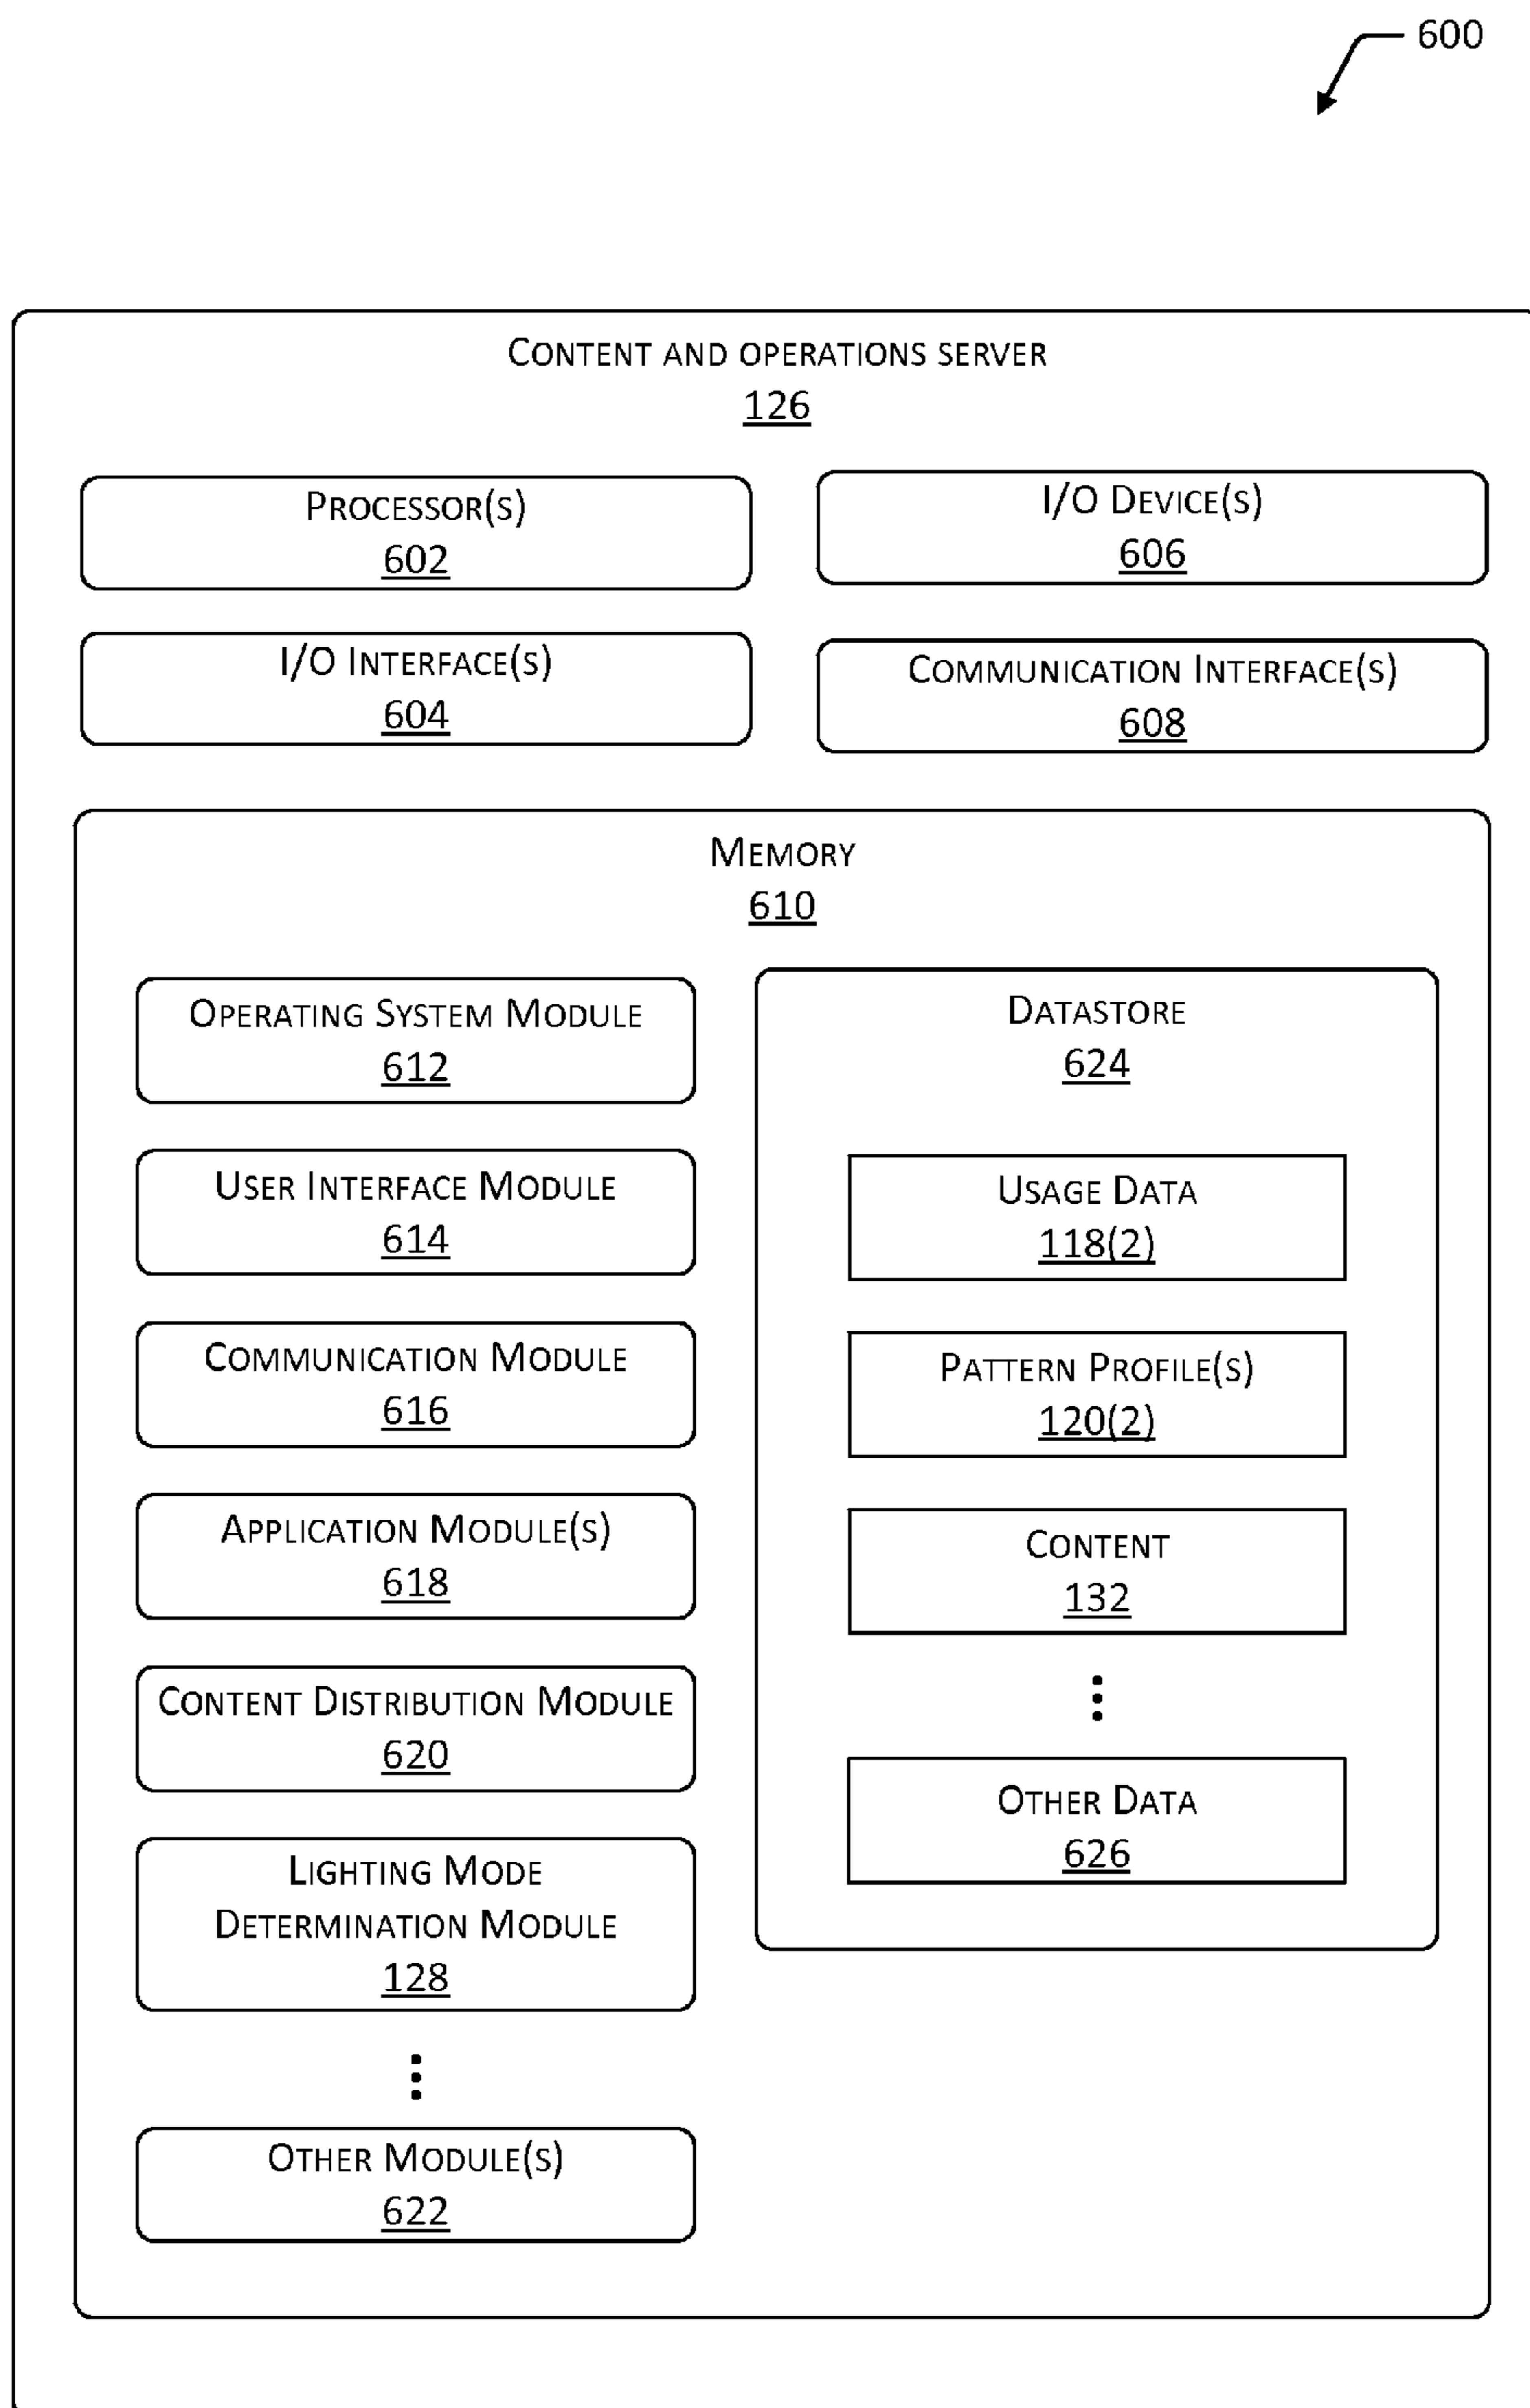 600
Content and operations server
126
Processor(s)
602
I/O Device(s)
606
I/O Interface(s)
604
Communication Interface(s)
608
Memory
610
Operating System Module
612
User Interface Module
614
Communication Module
616
Application Module(s)
618
Content Distribution Module
620
Lighting Mode
Determination Module
128
Other Module(s)
622
Datastore
624
Usage Data
118(2)
Pattern Profile(s)
120(2)
Content
132
Other Data
626